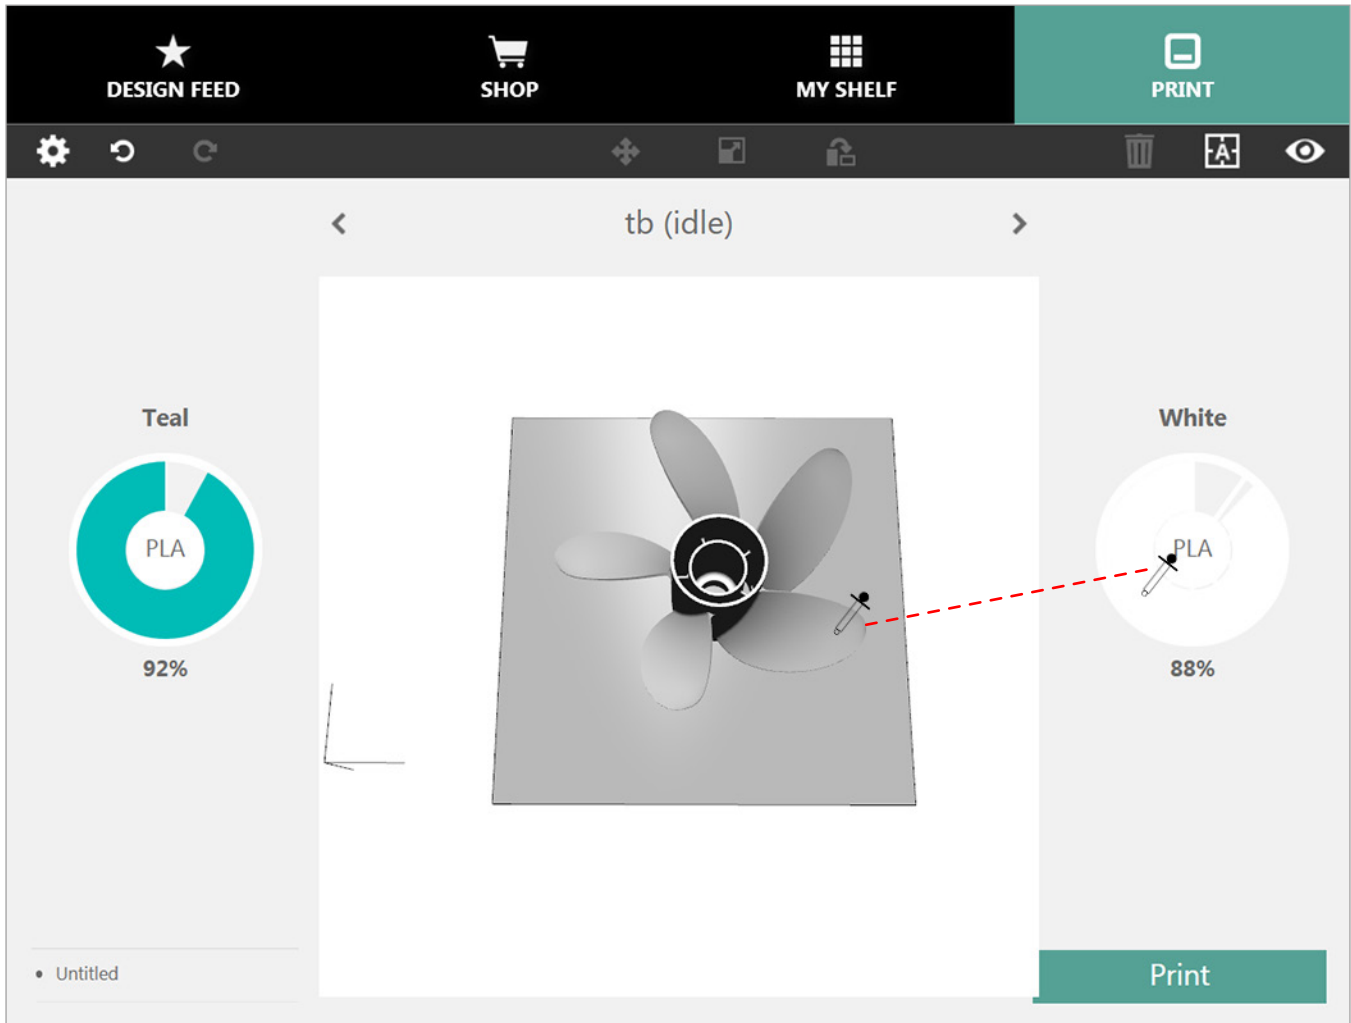 DESIGN FEED
SHOP
MY SHELF
PRINT
A
tb (idle)
Teal
White
PLA
PLA
92%
88%
Untitled
Print